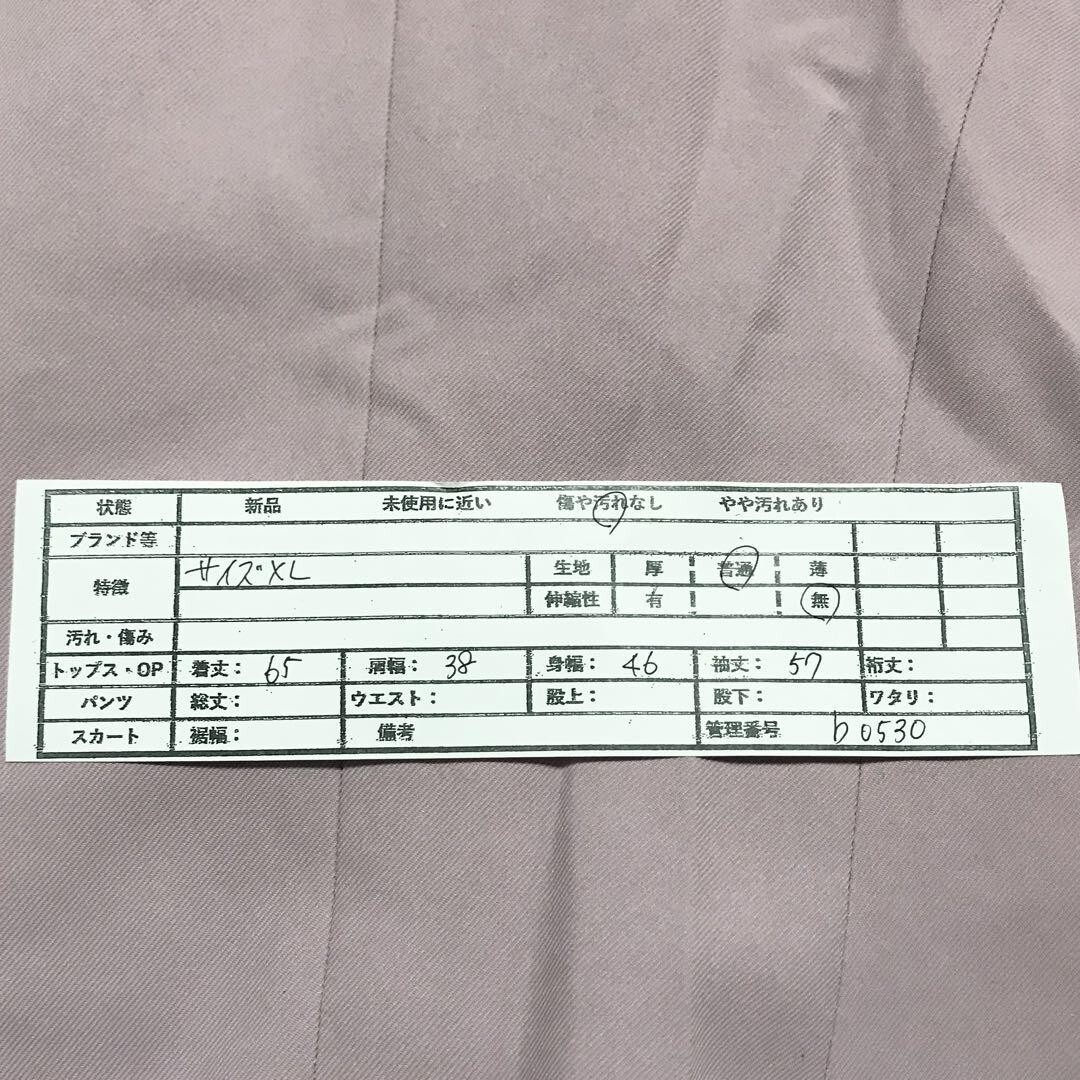 状態 新品 未使用に近い 傷や汚れなし やや汚れあり
ブランド等
特徴 サイズXL 生地 厚 普通 薄
伸縮性 有 無
汚れ・傷み
トップス・OP 着丈: 65 肩幅: 38 身幅: 46 袖丈: 57 裄丈:
パンツ 総丈: ウエスト: 股上: 股下: ワタリ:
スカート 裾幅: 備考 管理番号 b0530